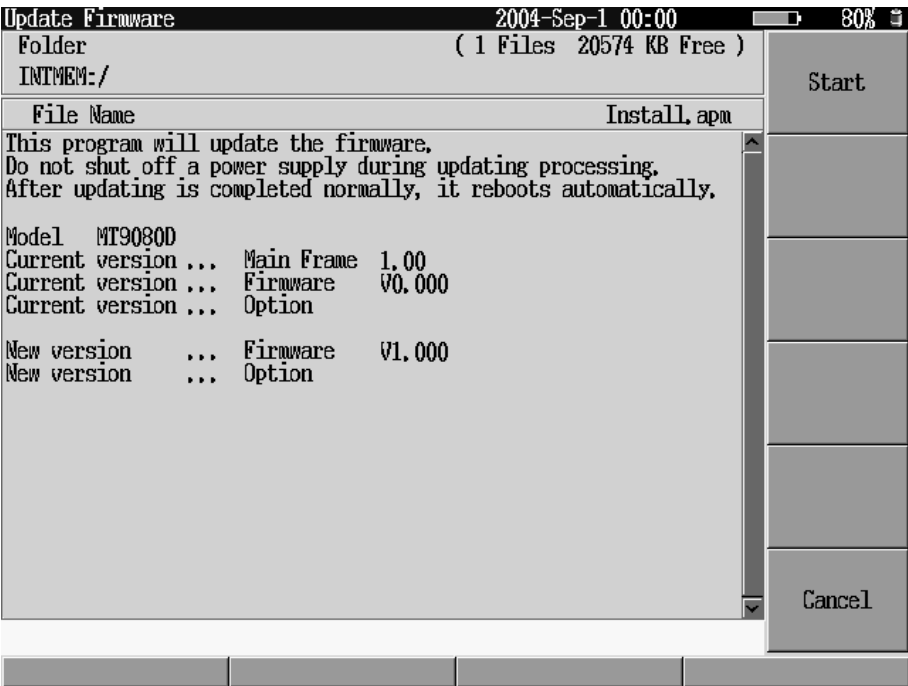 Update Firmware 2004-Sep-1 00:00 80%
Folder ( 1 Files 20574 KB Free )
INTMEM:/
Start
File Name Install.apm
This program will update the firmware.
Do not shut off a power supply during updating processing.
After updating is completed normally, it reboots automatically.
Model MT9080D
Current version ... Main Frame 1.00
Current version ... Firmware V0.000
Current version ... Option
New version ... Firmware V1.000
New version ... Option
Cancel